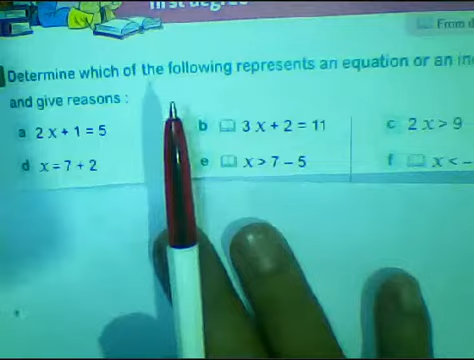 first degree
From
Determine which of the following represents an equation or an
and give reasons :
a 2 x + 1 = 5 b 3 x + 2 = 11 c 2 x > 9
d x = 7 + 2 e x > 7 - 5 f x < -